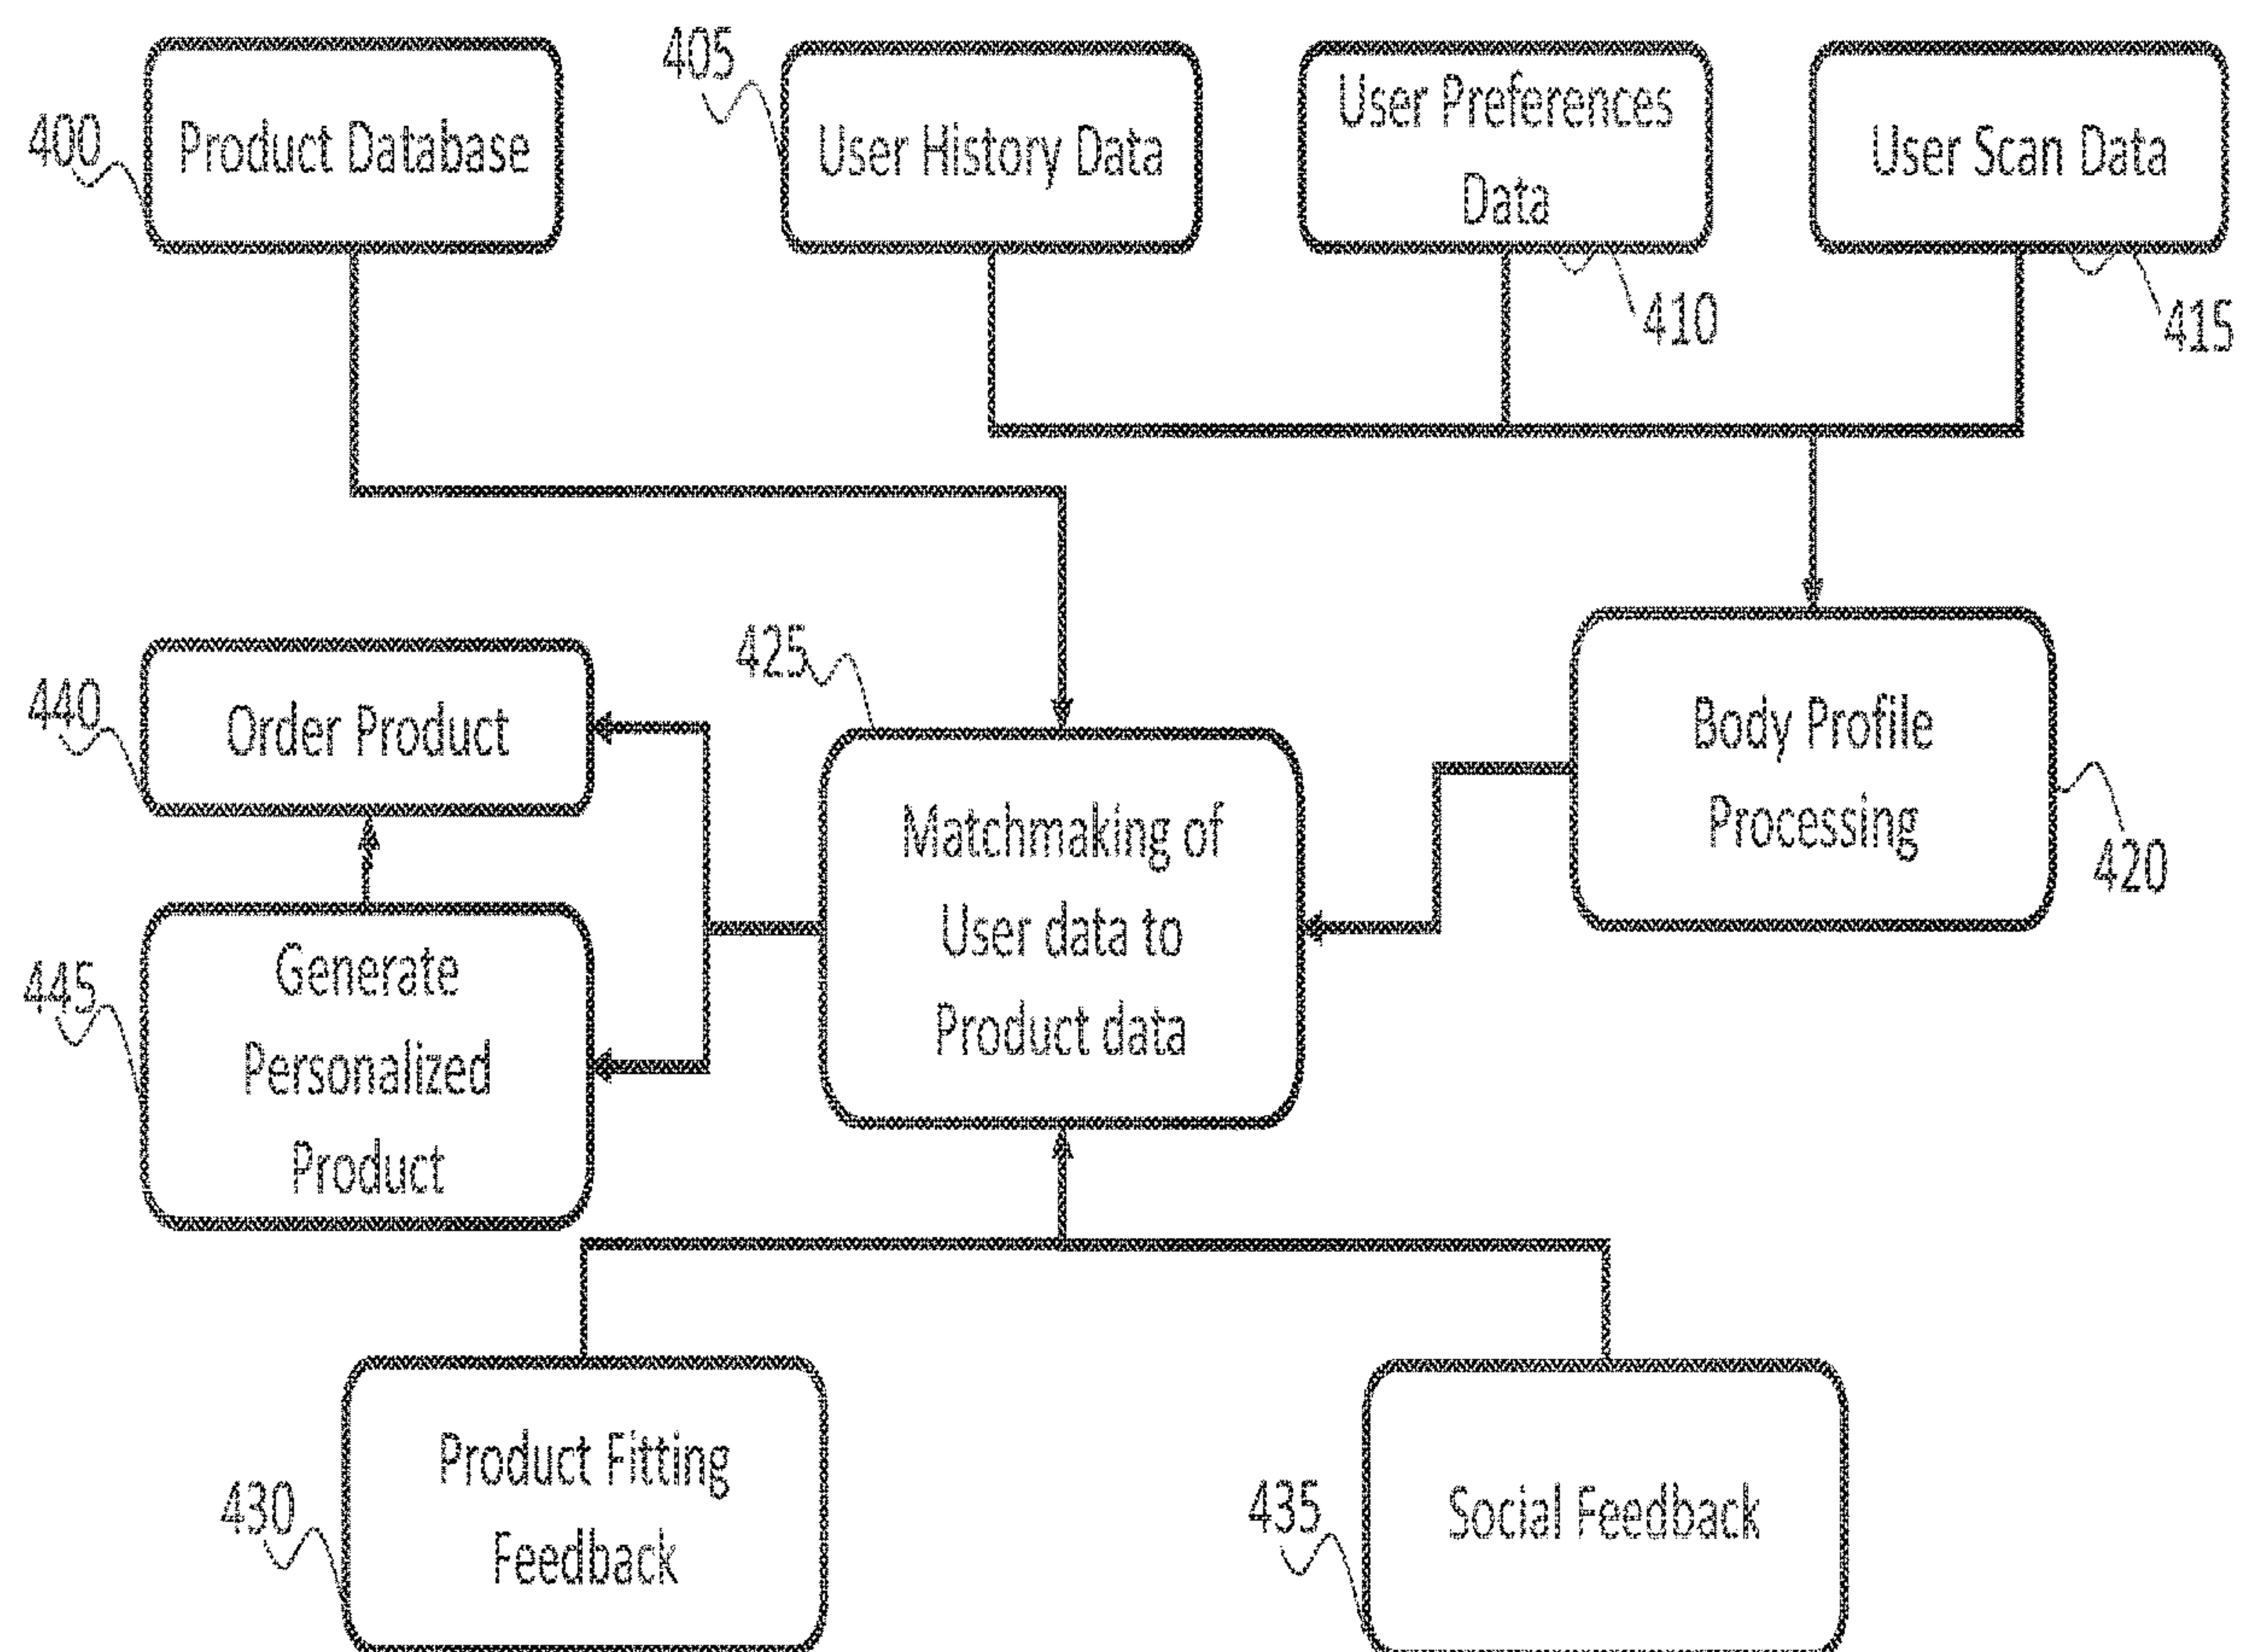 400
Product Database
405
User History Data
User Preferences
Data
410
User Scan Data
415
440
Order Product
425
Matchmaking of
User data to
Product data
Body Profile
Processing
420
445
Generate
Personalized
Product
430
Product Fitting
Feedback
435
Social Feedback